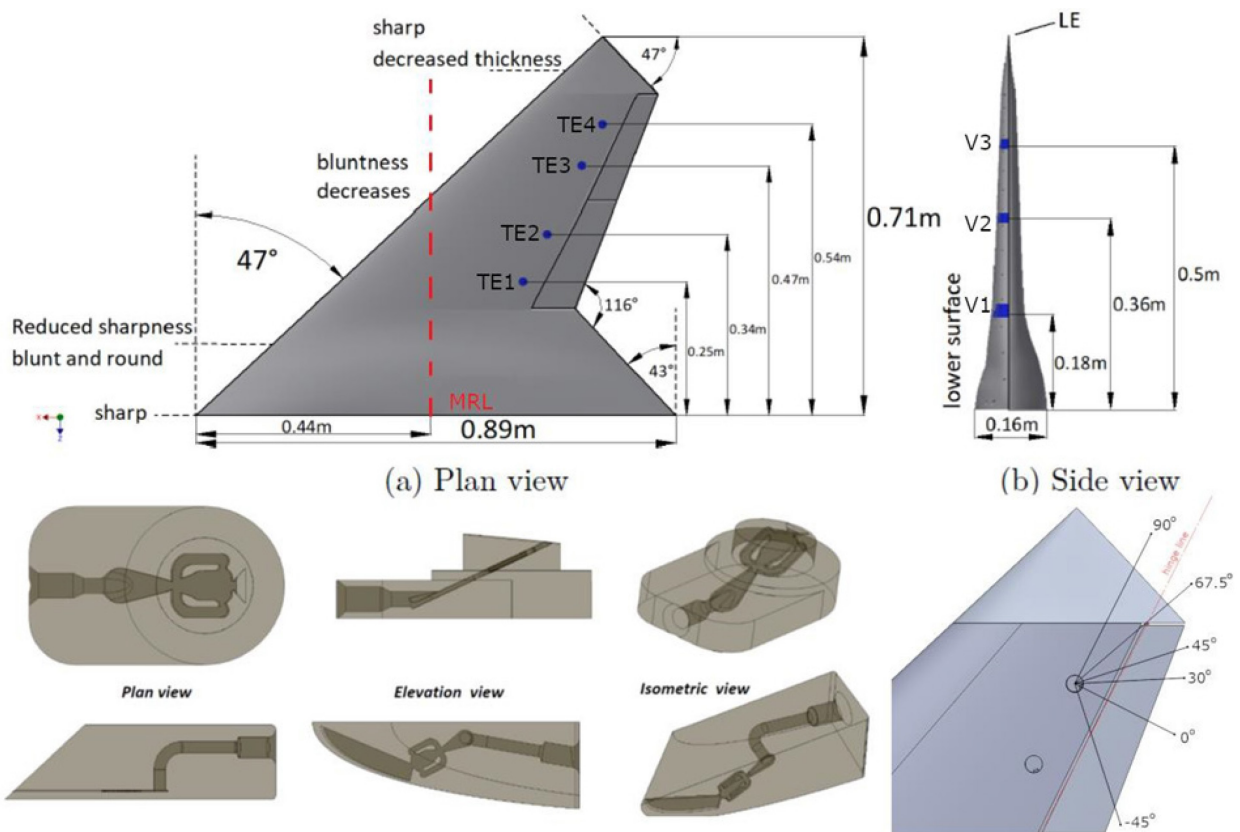 sharp
decreased thickness
47°
LE
TE4
TE3
bluntness
decreases
V3
0.71m
0.54m
47°
TE2
V2
0.47m
0.5m
TE1
116°
0.34m
0.36m
Reduced sharpness
blunt and round
0.25m
lower surface
V1
0.18m
43°
sharp
MRL
0.44m
0.89m
0.16m
x
z
(a) Plan view
(b) Side view
90°
hinge line
67.5°
45°
30°
0°
-45°
Plan view
Elevation view
Isometric view